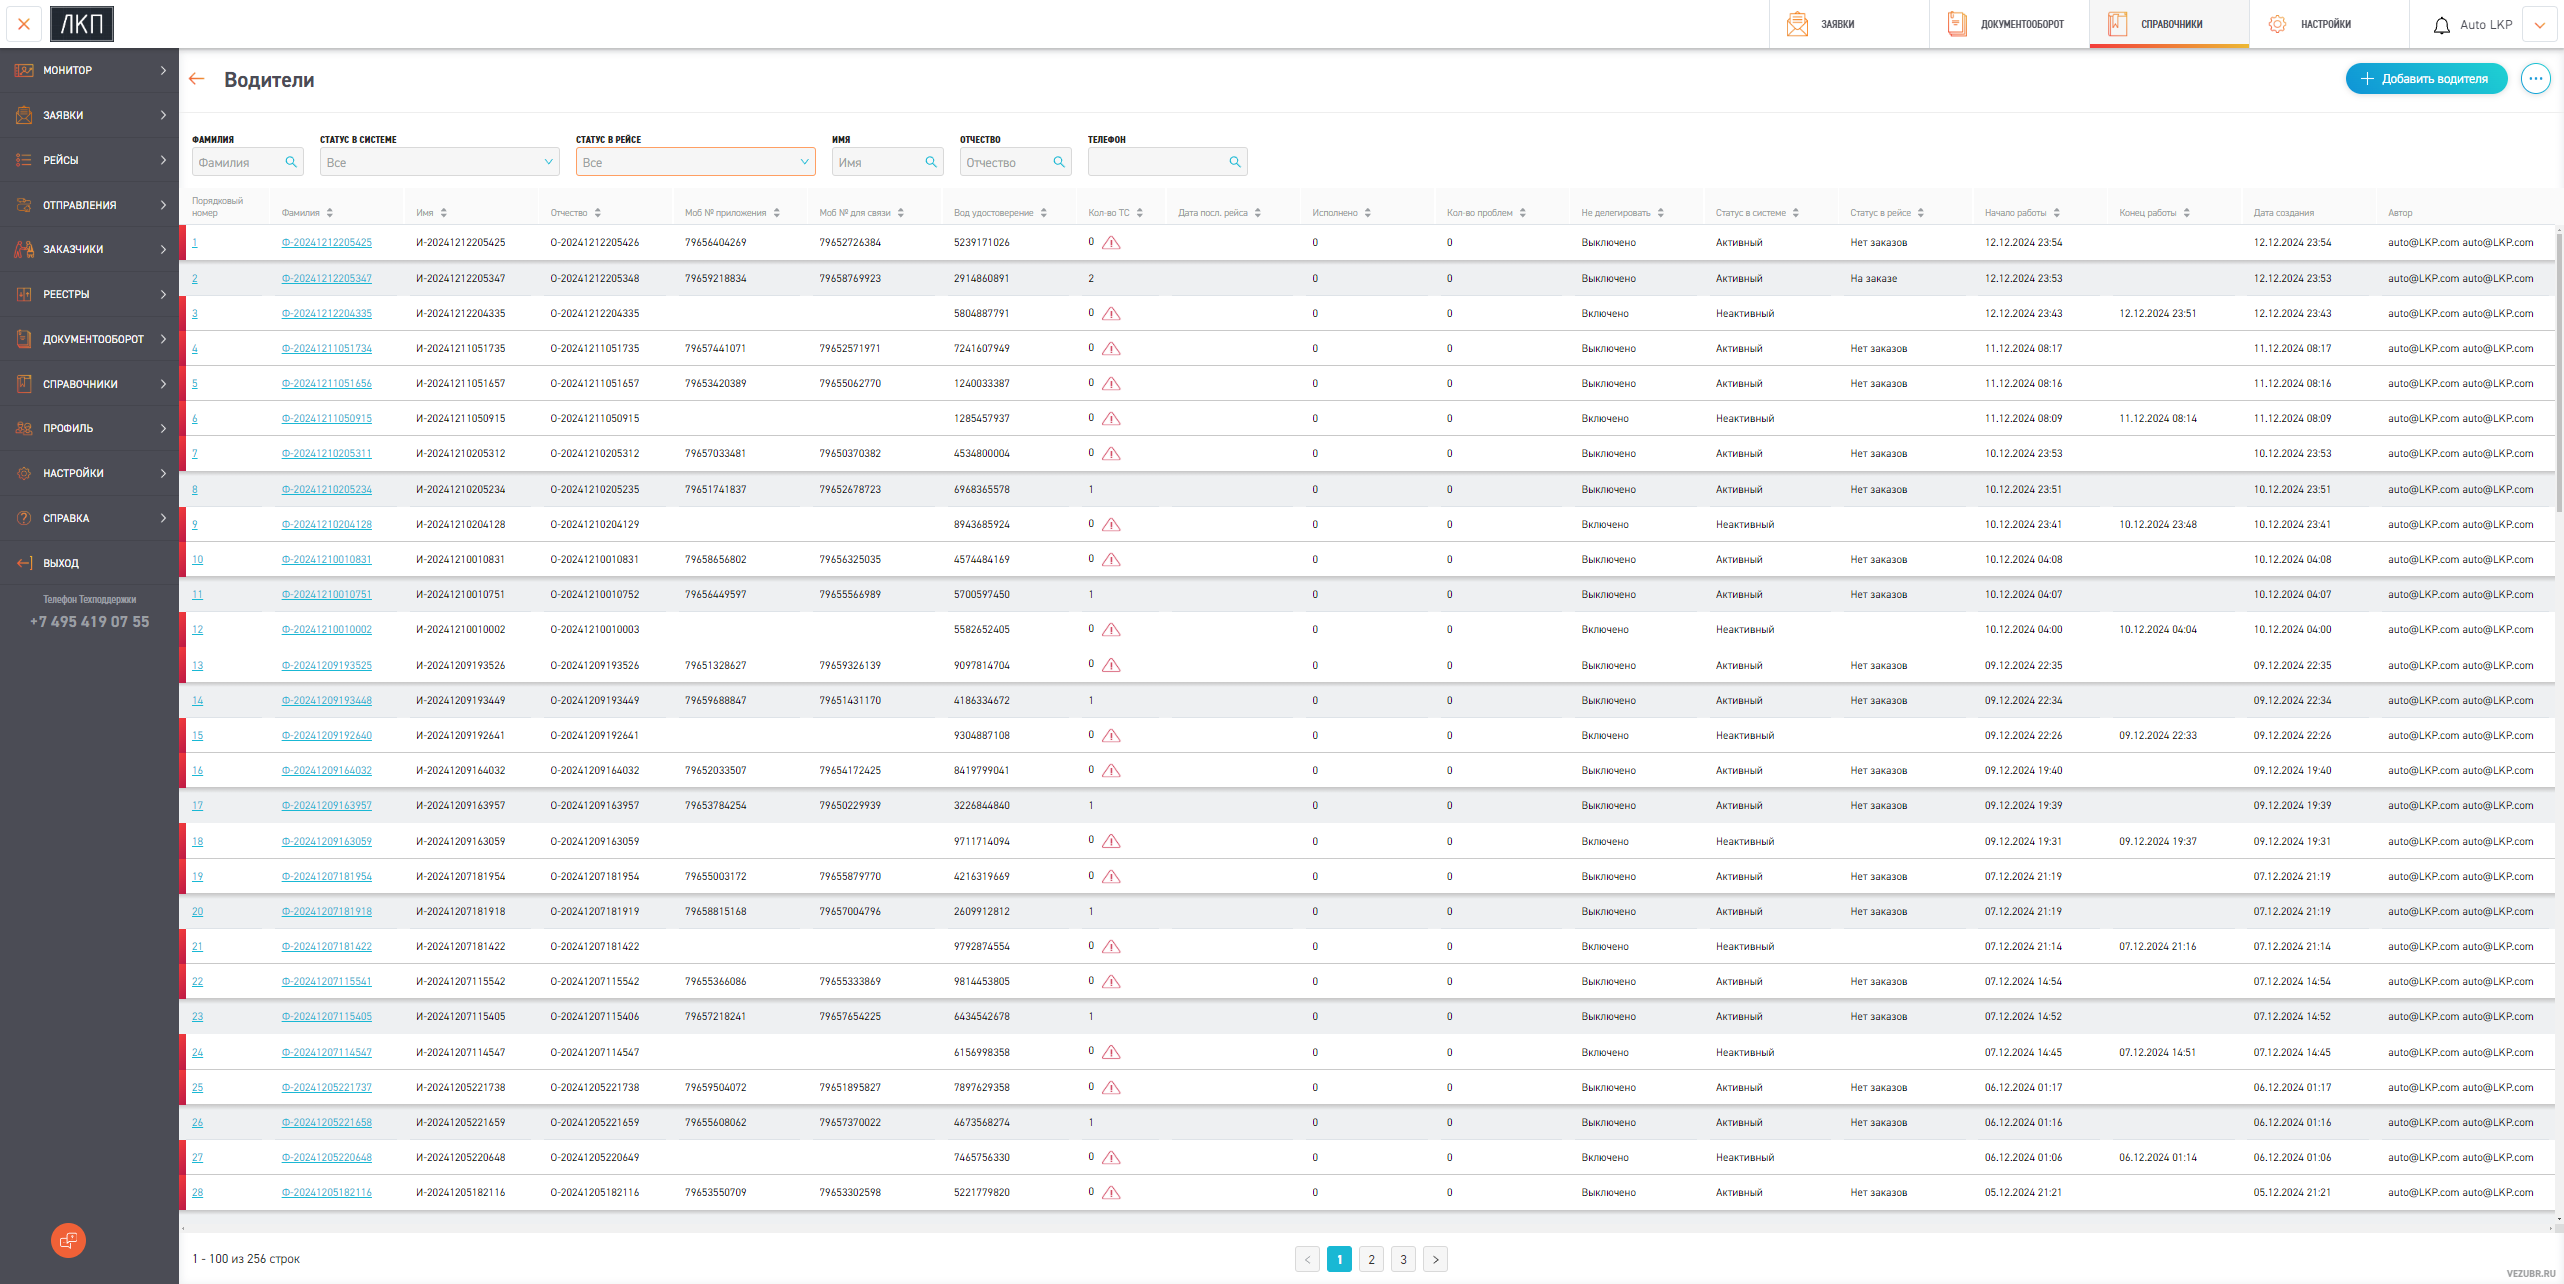 ЛКП
ЗАЯВКИ
ДОКУМЕНТООБОРОТ
СПРАВОЧНИКИ
НАСТРОЙКИ
Auto LKP
МОНИТОР
ЗАЯВКИ
РЕЙСЫ
ОТПРАВЛЕНИЯ
ЗАКАЗЧИКИ
РЕЕСТРЫ
ДОКУМЕНТООБОРОТ
СПРАВОЧНИКИ
ПРОФИЛЬ
НАСТРОЙКИ
СПРАВКА
ВЫХОД
Телефон Техподдержки
+7 495 419 07 55
Водители
Добавить водителя
ФАМИЛИЯ СТАТУС В СИСТЕМЕ СТАТУС В РЕЙСЕ ИМЯ ОТЧЕСТВО ТЕЛЕФОН
Фамилия Все Все Имя Отчество
Порядковый номер Фамилия Имя Отчество Моб № приложения Моб № для связи Вод удостоверение Кол-во ТС Дата посл. рейса Исполнено Кол-во проблем Не делегировать Статус в системе Статус в рейсе Начало работы Конец работы Дата создания Автор
1 Ф-20241212205425 И-20241212205425 О-20241212205426 79656404269 79652726384 5239171026 0 0 0 Выключено Активный Нет заказов 12.12.2024 23:54 12.12.2024 23:54 auto@LKP.com auto@LKP.com
2 Ф-20241212205347 И-20241212205347 О-20241212205348 79659218834 79658769923 2914860891 2 0 0 Выключено Активный На заказе 12.12.2024 23:53 12.12.2024 23:53 auto@LKP.com auto@LKP.com
3 Ф-20241212204335 И-20241212204335 О-20241212204335 5804887791 0 0 0 Включено Неактивный 12.12.2024 23:43 12.12.2024 23:51 12.12.2024 23:43 auto@LKP.com auto@LKP.com
4 Ф-20241211051734 И-20241211051735 О-20241211051735 79657441071 79652571971 7241607949 0 0 0 Выключено Активный Нет заказов 11.12.2024 08:17 11.12.2024 08:17 auto@LKP.com auto@LKP.com
5 Ф-20241211051656 И-20241211051657 О-20241211051657 79653420389 79655062770 1240033387 0 0 0 Выключено Активный Нет заказов 11.12.2024 08:16 11.12.2024 08:16 auto@LKP.com auto@LKP.com
6 Ф-20241211050915 И-20241211050915 О-20241211050915 1285457937 0 0 0 Включено Неактивный 11.12.2024 08:09 11.12.2024 08:14 11.12.2024 08:09 auto@LKP.com auto@LKP.com
7 Ф-20241210205311 И-20241210205312 О-20241210205312 79657033481 79650370382 4534800004 0 0 0 Выключено Активный Нет заказов 10.12.2024 23:53 10.12.2024 23:53 auto@LKP.com auto@LKP.com
8 Ф-20241210205234 И-20241210205234 О-20241210205235 79651741837 79652678723 6968365578 1 0 0 Выключено Активный Нет заказов 10.12.2024 23:51 10.12.2024 23:51 auto@LKP.com auto@LKP.com
9 Ф-20241210204128 И-20241210204128 О-20241210204129 8943685924 0 0 0 Включено Неактивный 10.12.2024 23:41 10.12.2024 23:48 10.12.2024 23:41 auto@LKP.com auto@LKP.com
10 Ф-20241210010831 И-20241210010831 О-20241210010831 79658656802 79656325035 4574484169 0 0 0 Выключено Активный Нет заказов 10.12.2024 04:08 10.12.2024 04:08 auto@LKP.com auto@LKP.com
11 Ф-20241210010751 И-20241210010751 О-20241210010752 79656449597 79655566989 5700597450 1 0 0 Выключено Активный Нет заказов 10.12.2024 04:07 10.12.2024 04:07 auto@LKP.com auto@LKP.com
12 Ф-20241210010002 И-20241210010002 О-20241210010003 5582652405 0 0 0 Включено Неактивный 10.12.2024 04:00 10.12.2024 04:04 10.12.2024 04:00 auto@LKP.com auto@LKP.com
13 Ф-20241209193525 И-20241209193526 О-20241209193526 79651328627 79659326139 9097814704 0 0 0 Выключено Активный Нет заказов 09.12.2024 22:35 09.12.2024 22:35 auto@LKP.com auto@LKP.com
14 Ф-20241209193448 И-20241209193449 О-20241209193449 79659688847 79651431170 4186334672 1 0 0 Выключено Активный Нет заказов 09.12.2024 22:34 09.12.2024 22:34 auto@LKP.com auto@LKP.com
15 Ф-20241209192640 И-20241209192641 О-20241209192641 9304887108 0 0 0 Включено Неактивный 09.12.2024 22:26 09.12.2024 22:33 09.12.2024 22:26 auto@LKP.com auto@LKP.com
16 Ф-20241209164032 И-20241209164032 О-20241209164032 79652033507 79654172425 8419799041 0 0 0 Выключено Активный Нет заказов 09.12.2024 19:40 09.12.2024 19:40 auto@LKP.com auto@LKP.com
17 Ф-20241209163957 И-20241209163957 О-20241209163957 79653784254 79650229939 3226844840 1 0 0 Выключено Активный Нет заказов 09.12.2024 19:39 09.12.2024 19:39 auto@LKP.com auto@LKP.com
18 Ф-20241209163059 И-20241209163059 О-20241209163059 9711714094 0 0 0 Включено Неактивный 09.12.2024 19:31 09.12.2024 19:37 09.12.2024 19:31 auto@LKP.com auto@LKP.com
19 Ф-20241207181954 И-20241207181954 О-20241207181954 79655003172 79655879770 4216319669 0 0 0 Выключено Активный Нет заказов 07.12.2024 21:19 07.12.2024 21:19 auto@LKP.com auto@LKP.com
20 Ф-20241207181918 И-20241207181918 О-20241207181919 79658815168 79657004796 2609912812 1 0 0 Выключено Активный Нет заказов 07.12.2024 21:19 07.12.2024 21:19 auto@LKP.com auto@LKP.com
21 Ф-20241207181422 И-20241207181422 О-20241207181422 9792874554 0 0 0 Включено Неактивный 07.12.2024 21:14 07.12.2024 21:16 07.12.2024 21:14 auto@LKP.com auto@LKP.com
22 Ф-20241207115541 И-20241207115542 О-20241207115542 79655366086 79655333869 9814453805 0 0 0 Выключено Активный Нет заказов 07.12.2024 14:54 07.12.2024 14:54 auto@LKP.com auto@LKP.com
23 Ф-20241207115405 И-20241207115405 О-20241207115406 79657218241 79657654225 6434542678 1 0 0 Выключено Активный Нет заказов 07.12.2024 14:52 07.12.2024 14:52 auto@LKP.com auto@LKP.com
24 Ф-20241207114547 И-20241207114547 О-20241207114547 6156998358 0 0 0 Включено Неактивный 07.12.2024 14:45 07.12.2024 14:51 07.12.2024 14:45 auto@LKP.com auto@LKP.com
25 Ф-20241205221737 И-20241205221738 О-20241205221738 79659504072 79651895827 7897629358 0 0 0 Выключено Активный Нет заказов 06.12.2024 01:17 06.12.2024 01:17 auto@LKP.com auto@LKP.com
26 Ф-20241205221658 И-20241205221659 О-20241205221659 79655608062 79657370022 4673568274 1 0 0 Выключено Активный Нет заказов 06.12.2024 01:16 06.12.2024 01:16 auto@LKP.com auto@LKP.com
27 Ф-20241205220648 И-20241205220648 О-20241205220649 7465756330 0 0 0 Включено Неактивный 06.12.2024 01:06 06.12.2024 01:14 06.12.2024 01:06 auto@LKP.com auto@LKP.com
28 Ф-20241205182116 И-20241205182116 О-20241205182116 79653550709 79653302598 5221779820 0 0 0 Выключено Активный Нет заказов 05.12.2024 21:21 05.12.2024 21:21 auto@LKP.com auto@LKP.com
1 - 100 из 256 строк
< 1 2 3 >
VEZUBR.RU